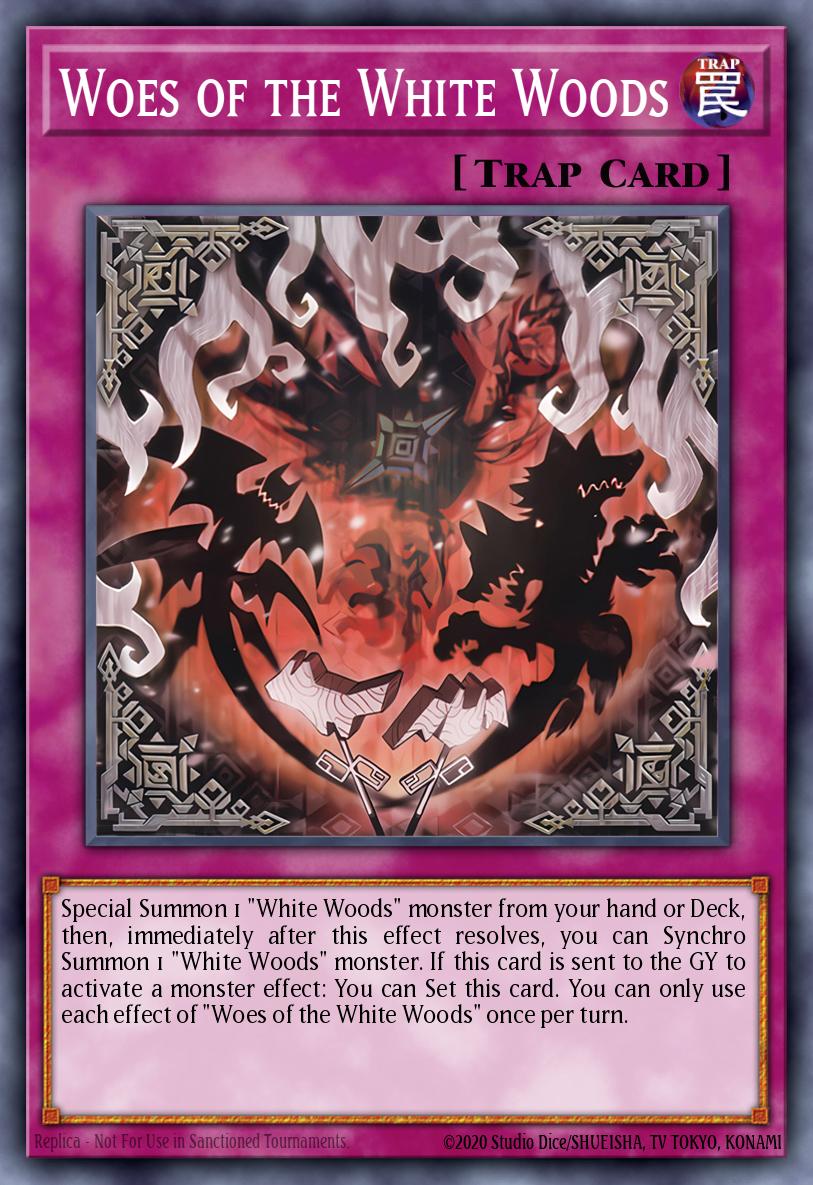 Woes of the White Woods
TRAP
罠
[Trap Card]
Special Summon 1 "White Woods" monster from your hand or Deck,
then, immediately after this effect resolves, you can Synchro
Summon 1 "White Woods" monster. If this card is sent to the GY to
activate a monster effect: You can Set this card. You can only use
each effect of "Woes of the White Woods" once per turn.
Replica - Not For Use in Sanctioned Tournaments.
©2020 Studio Dice/SHUEISHA, TV TOKYO, KONAMI